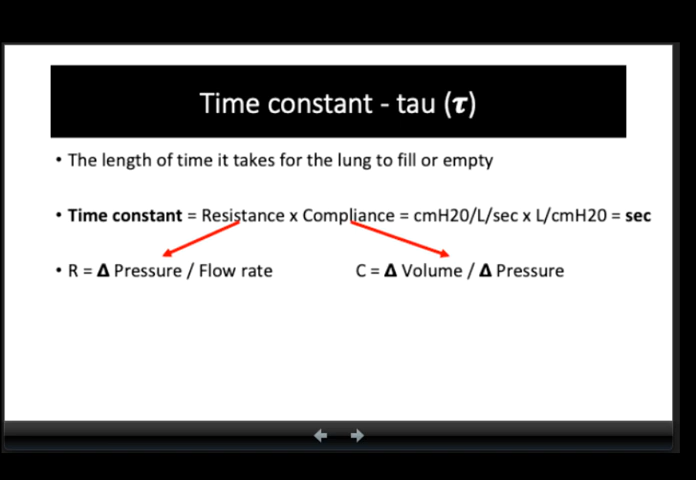 Time constant - tau (𝝉)
• The length of time it takes for the lung to fill or empty
• Time constant = Resistance x Compliance = cmH20/L/sec x L/cmH20 = sec
• R = Δ Pressure / Flow rate
C = Δ Volume / Δ Pressure